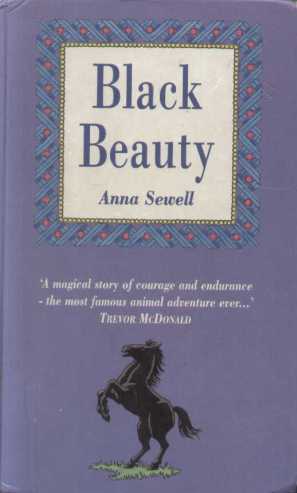 Black
Beauty
Anna Sewell
'A magical story of courage and endurance
- the most famous animal adventure ever...'
TREVOR MCDONALD